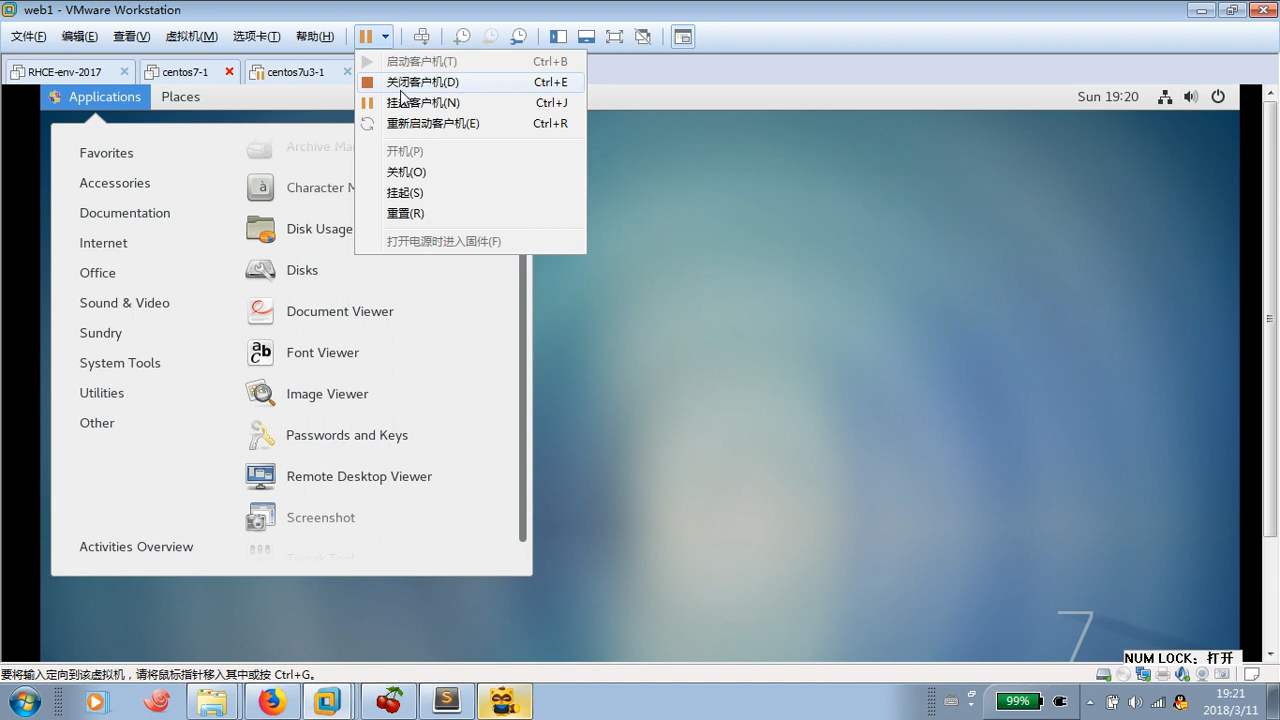 web1 - VMware Workstation
文件(F) 编辑(E) 查看(V) 虚拟机(M) 选项卡(T) 帮助(H)
RHCE-env-2017 centos7-1 centos7u3-1
启动客户机(T) Ctrl+B
关闭客户机(D) Ctrl+E
挂起客户机(N) Ctrl+J
重新启动客户机(E) Ctrl+R
开机(P)
关机(O)
挂起(S)
重置(R)
打开电源时进入固件(F)
Applications Places Sun 19:20
Favorites
Accessories
Documentation
Internet
Office
Sound & Video
Sundry
System Tools
Utilities
Other
Activities Overview
Archive Ma
Character M
Disk Usage
Disks
Document Viewer
Font Viewer
Image Viewer
Passwords and Keys
Remote Desktop Viewer
Screenshot
Tweak Tool
7
NUM LOCK: 打开
要将输入定向到该虚拟机，请将鼠标指针移入其中或按 Ctrl+G。
99%
19:21
2018/3/11